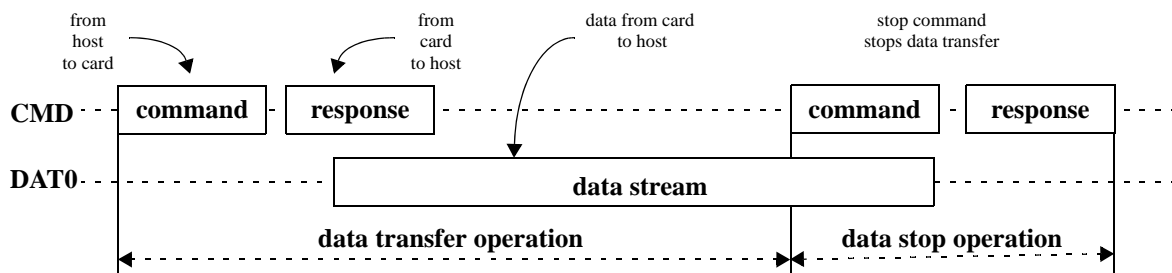 from
host
to card
from
card
to host
data from card
to host
stop command
stops data transfer
CMD
command
response
command
response
DAT0
data stream
data transfer operation
data stop operation